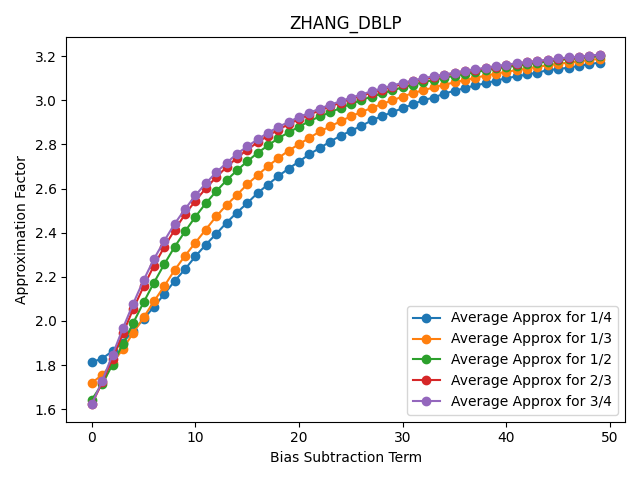 ZHANG_DBLP
Approximation Factor
3.2
3.0
2.8
2.6
2.4
2.2
2.0
1.8
1.6
Average Approx for 1/4
Average Approx for 1/3
Average Approx for 1/2
Average Approx for 2/3
Average Approx for 3/4
0 10 20 30 40 50
Bias Subtraction Term